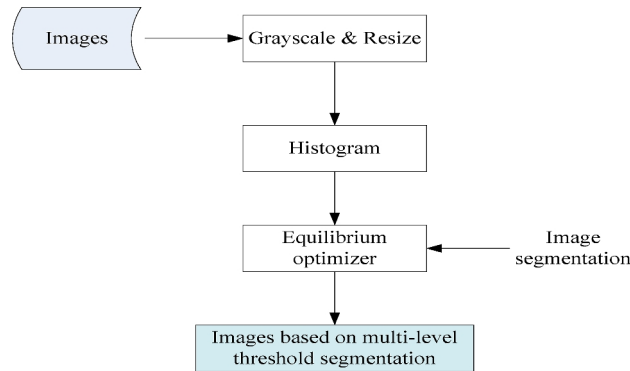 Images
Grayscale & Resize
Histogram
Equilibrium
optimizer
Image
segmentation
Images based on multi-level
threshold segmentation